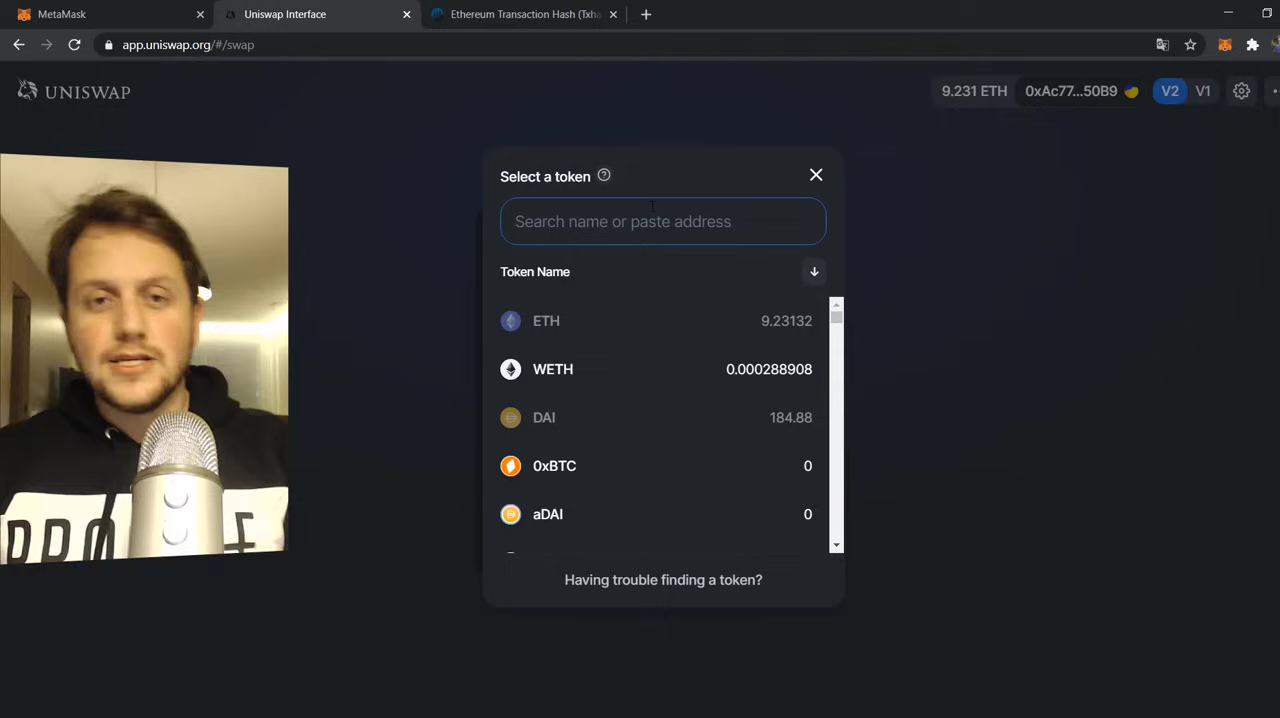 MetaMask
Uniswap Interface
Ethereum Transaction Hash (Txha
app.uniswap.org/#/swap
UNISWAP
9.231 ETH
0xAc77...50B9
V2
V1
Select a token
Search name or paste address
Token Name
ETH
9.23132
WETH
0.000288908
DAI
184.88
0xBTC
0
aDAI
0
Having trouble finding a token?